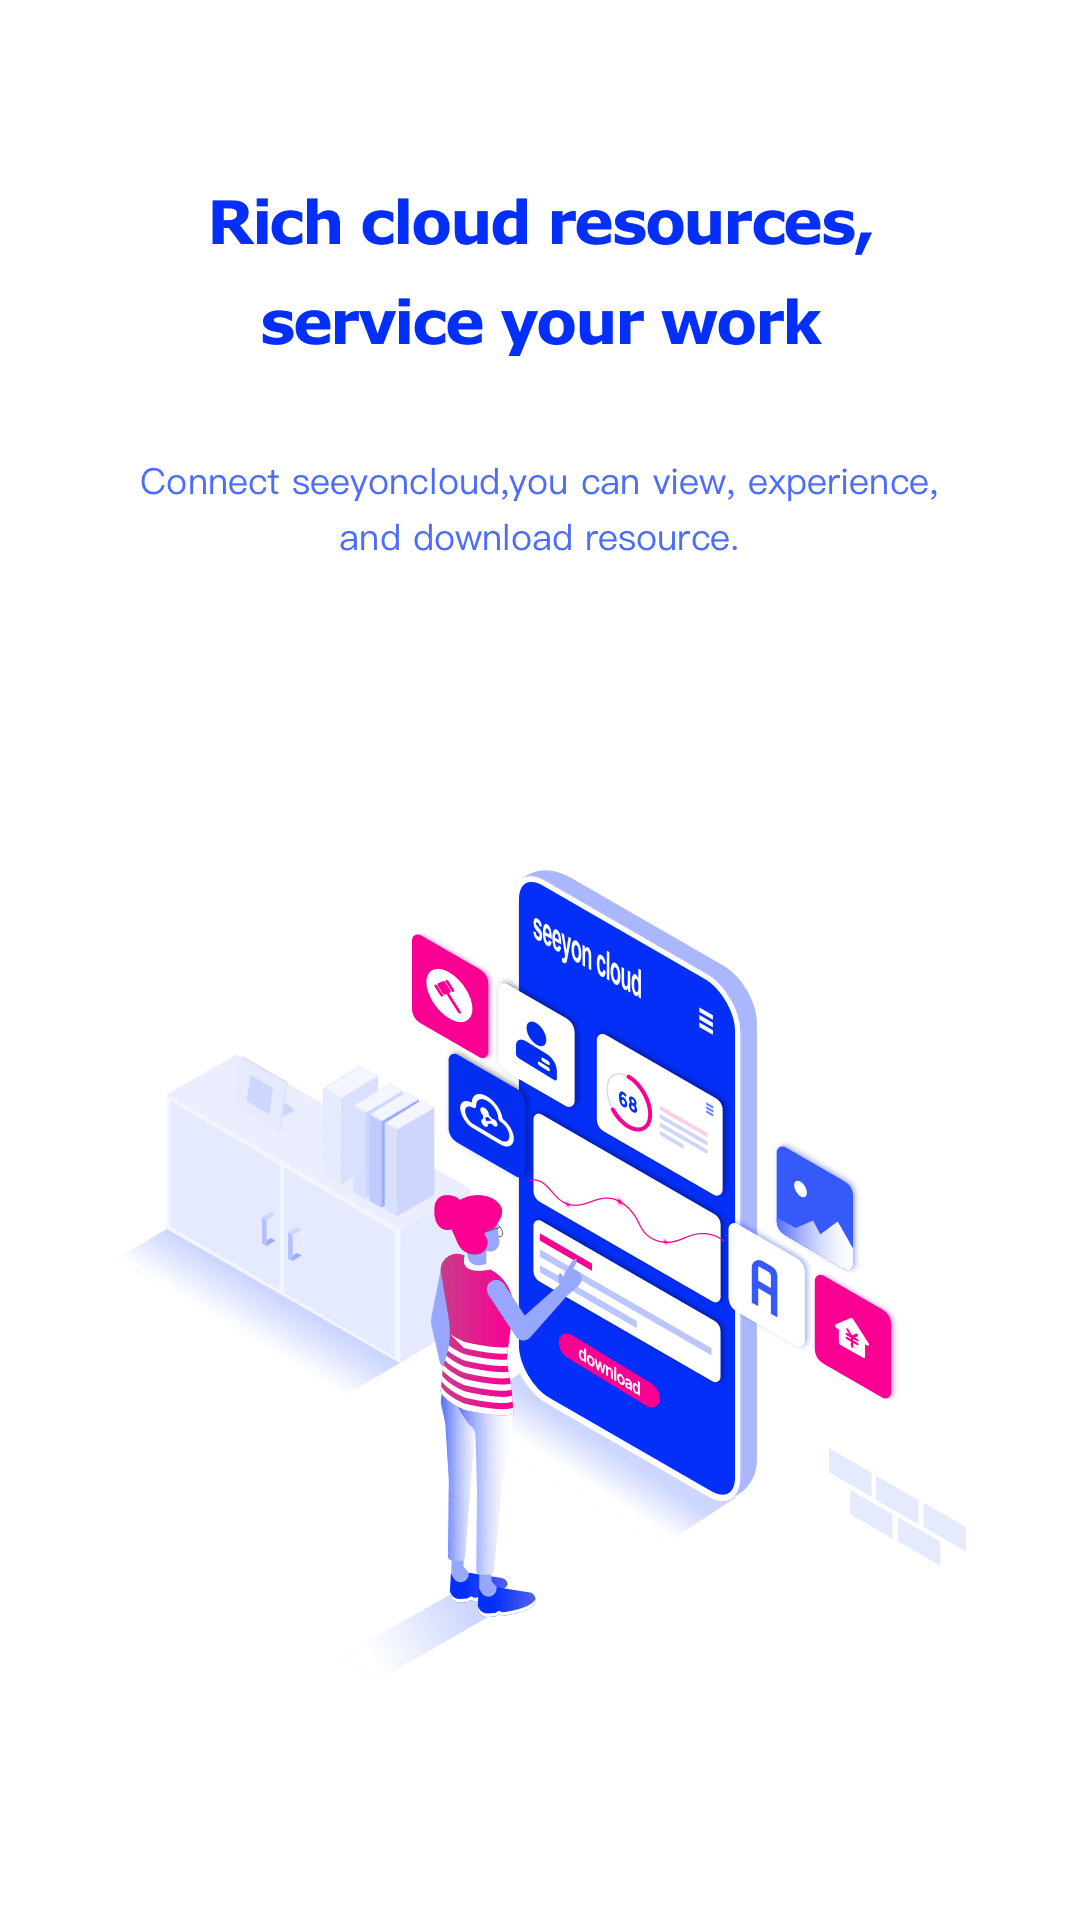 Rich cloud resources,
service your work
Connect seeyoncloud,you can view, experience,
and download resource.
seeyon cloud
68
A
download